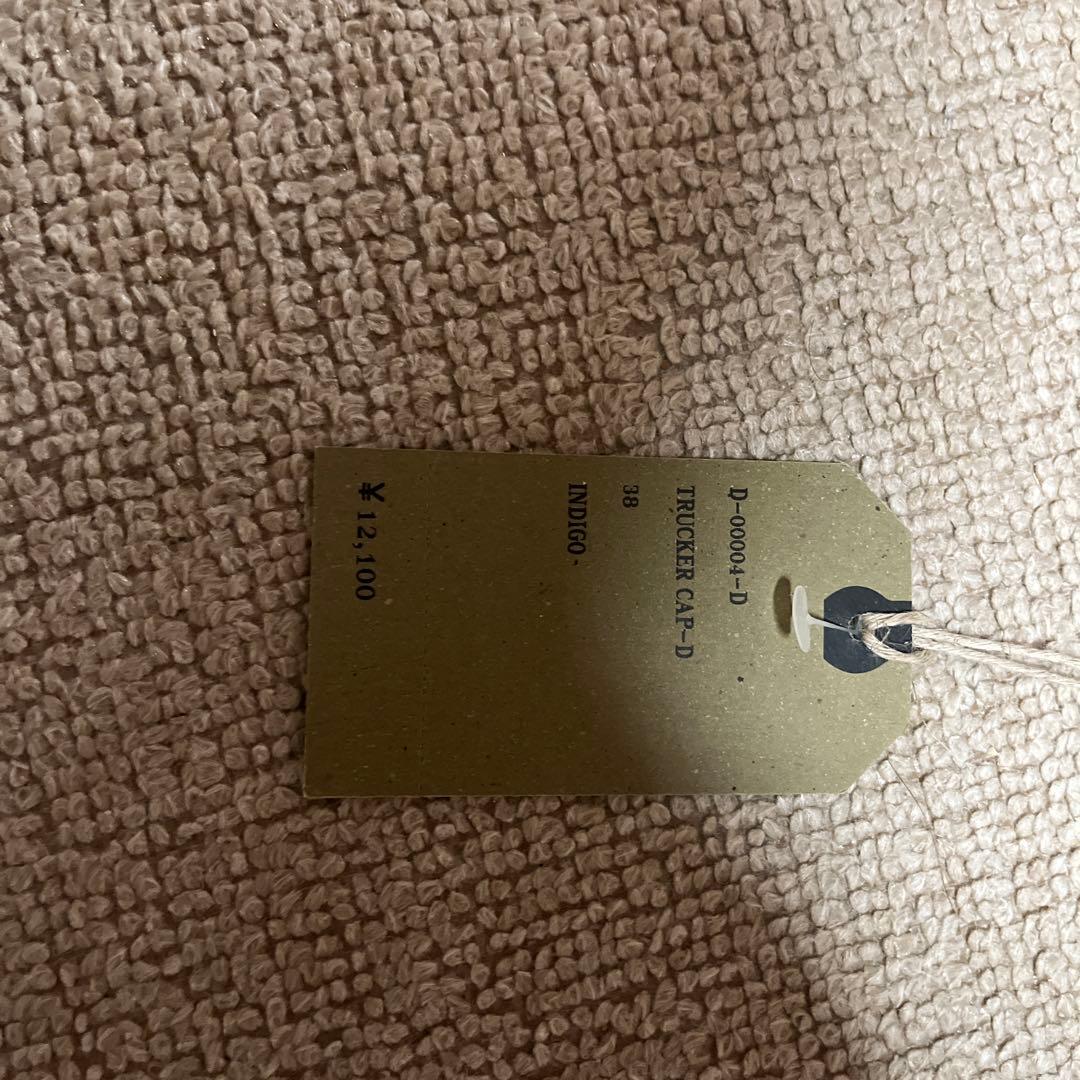 D-00004-D
TRUCKER CAP-D
38
INDIGO
¥12,100